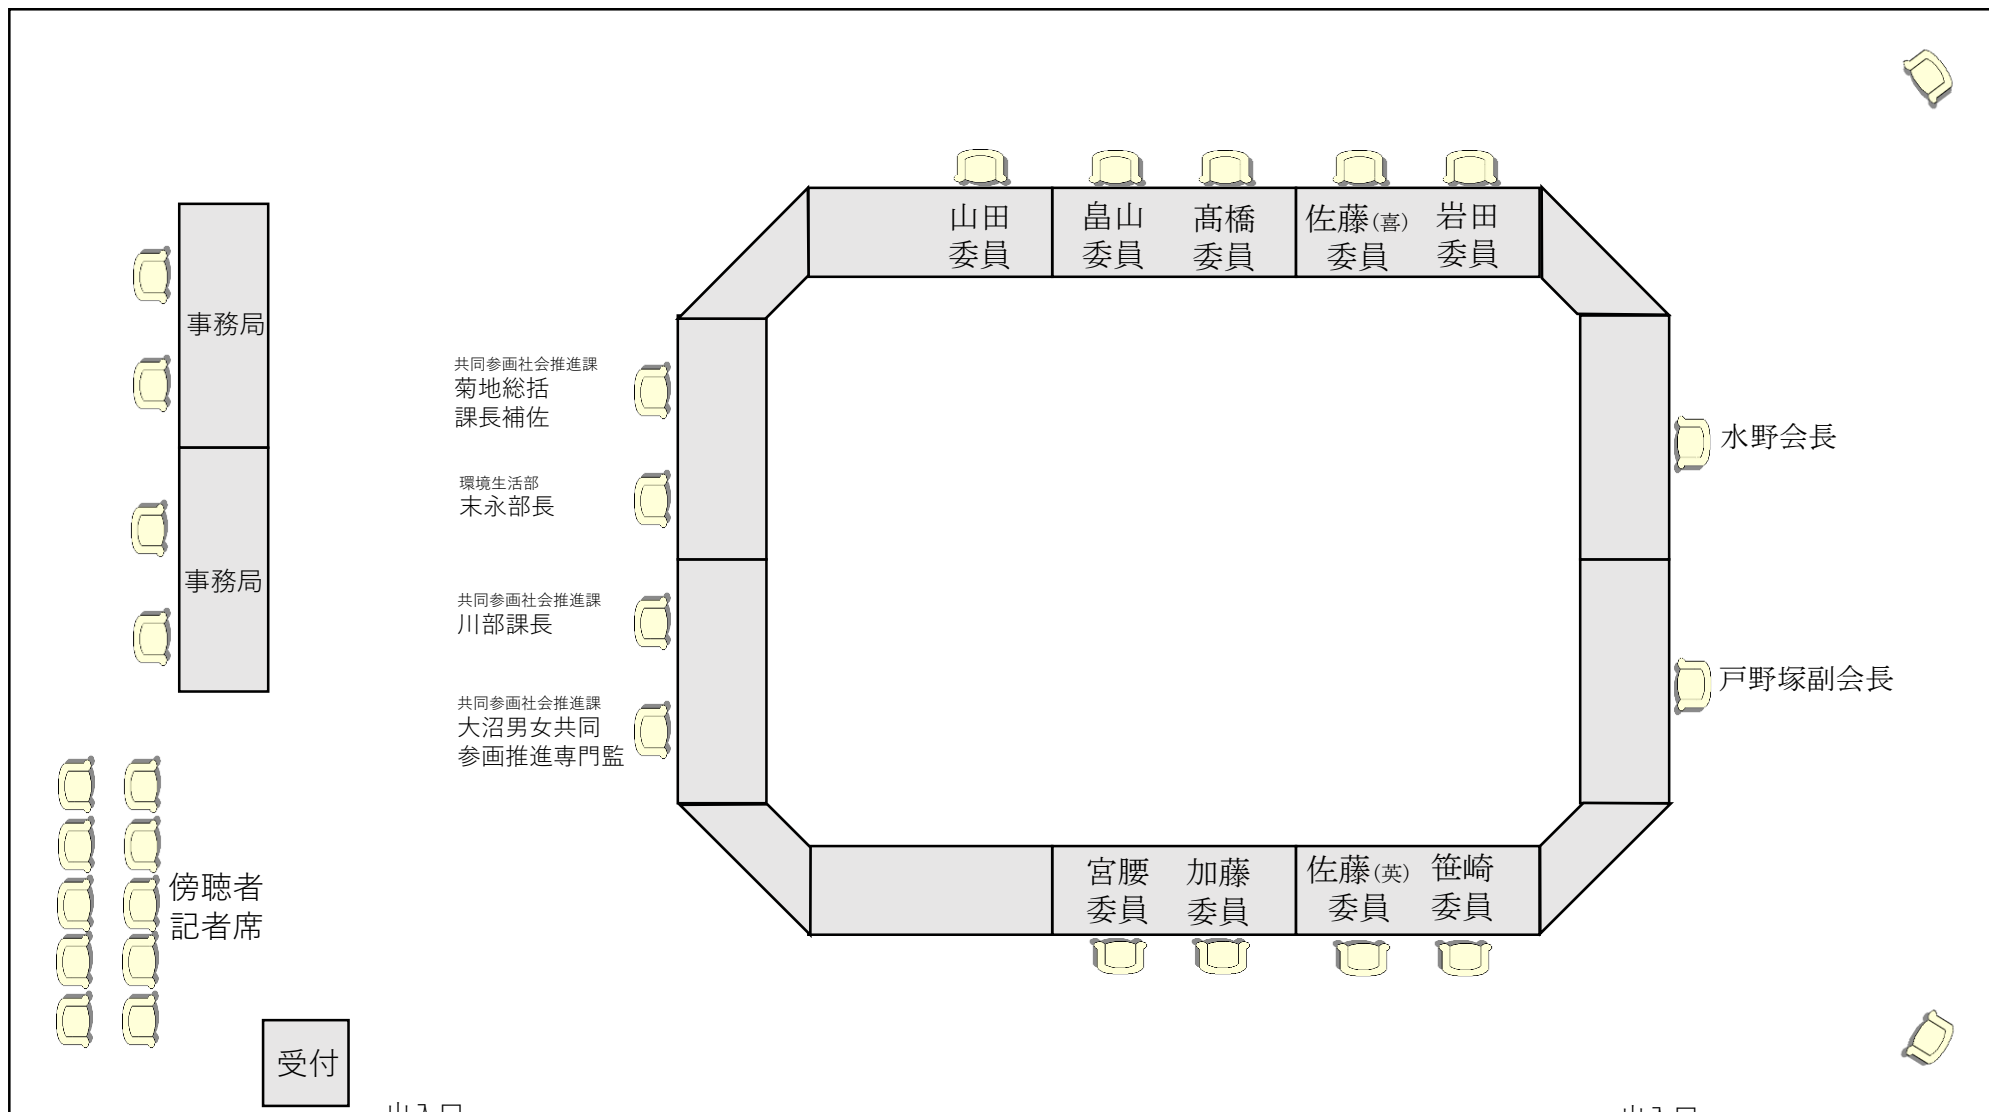 山田
委員
畠山
委員
髙橋
委員
佐藤(喜)
委員
岩田
委員
事務局
事務局
共同参画社会推進課
菊地総括
課長補佐
環境生活部
末永部長
共同参画社会推進課
川部課長
共同参画社会推進課
大沼男女共同
参画推進専門監
水野会長
戸野塚副会長
宮腰
委員
加藤
委員
佐藤(英)
委員
笹崎
委員
傍聴者
記者席
受付
出入口
出入口